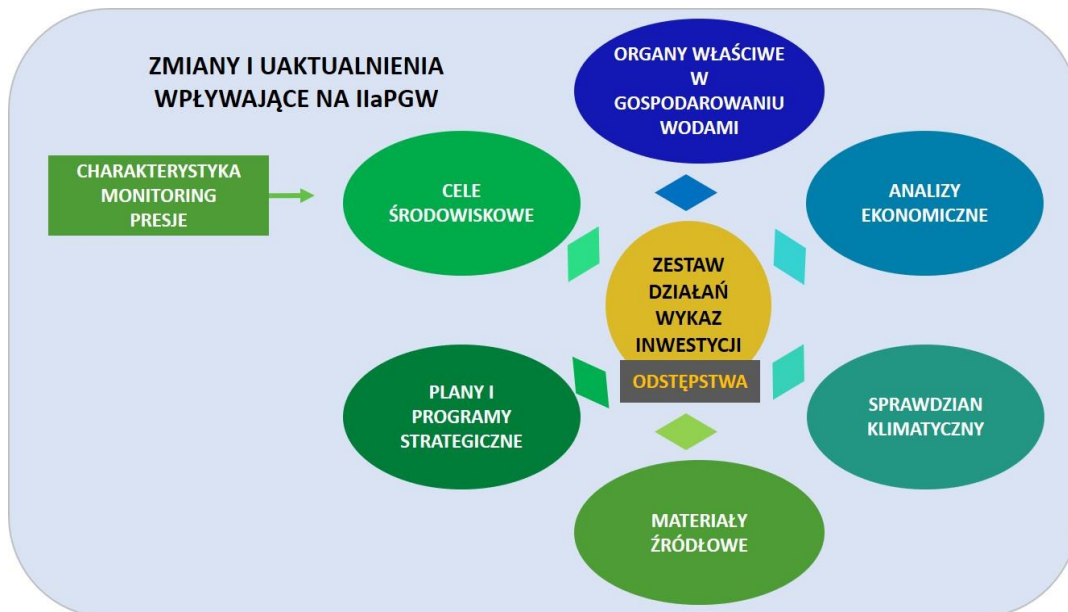 ZMIANY I UAKTUALNIENIA
WPŁYWAJĄCE NA IIaPGW
ORGANY WŁAŚCIWE
W
GOSPODAROWANIU
WODAMI
CHARAKTERYSTYKA
MONITORING
PRESJE
CELE
ŚRODOWISKOWE
ANALIZY
EKONOMICZNE
ZESTAW
DZIAŁAŃ
WYKAZ
INWESTYCJI
ODSTĘPSTWA
PLANY I
PROGRAMY
STRATEGICZNE
SPRAWDZIAN
KLIMATYCZNY
MATERIAŁY
ŹRÓDŁOWE